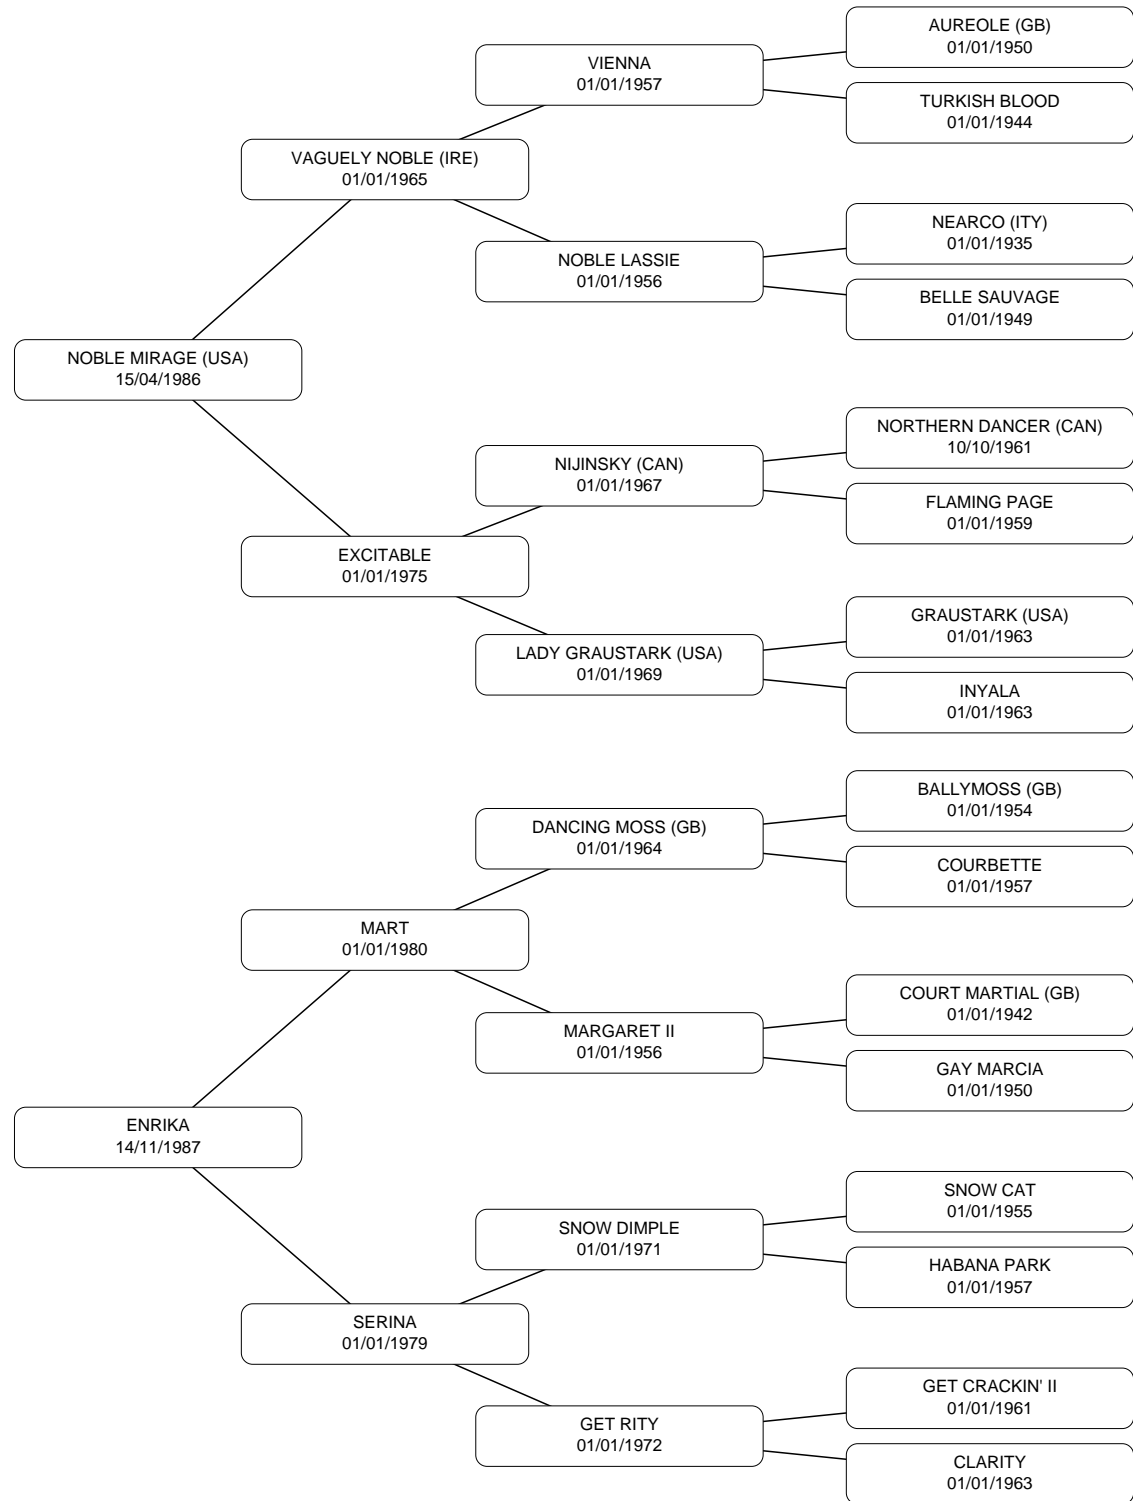 AUREOLE (GB)
01/01/1950
VIENNA
01/01/1957
TURKISH BLOOD
01/01/1944
VAGUELY NOBLE (IRE)
01/01/1965
NEARCO (ITY)
01/01/1935
NOBLE LASSIE
01/01/1956
BELLE SAUVAGE
01/01/1949
NOBLE MIRAGE (USA)
15/04/1986
NORTHERN DANCER (CAN)
10/10/1961
NIJINSKY (CAN)
01/01/1967
FLAMING PAGE
01/01/1959
EXCITABLE
01/01/1975
GRAUSTARK (USA)
01/01/1963
LADY GRAUSTARK (USA)
01/01/1969
INYALA
01/01/1963
BALLYMOSS (GB)
01/01/1954
DANCING MOSS (GB)
01/01/1964
COURBETTE
01/01/1957
MART
01/01/1980
COURT MARTIAL (GB)
01/01/1942
MARGARET II
01/01/1956
GAY MARCIA
01/01/1950
ENRIKA
14/11/1987
SNOW CAT
01/01/1955
SNOW DIMPLE
01/01/1971
HABANA PARK
01/01/1957
SERINA
01/01/1979
GET CRACKIN' II
01/01/1961
GET RITY
01/01/1972
CLARITY
01/01/1963